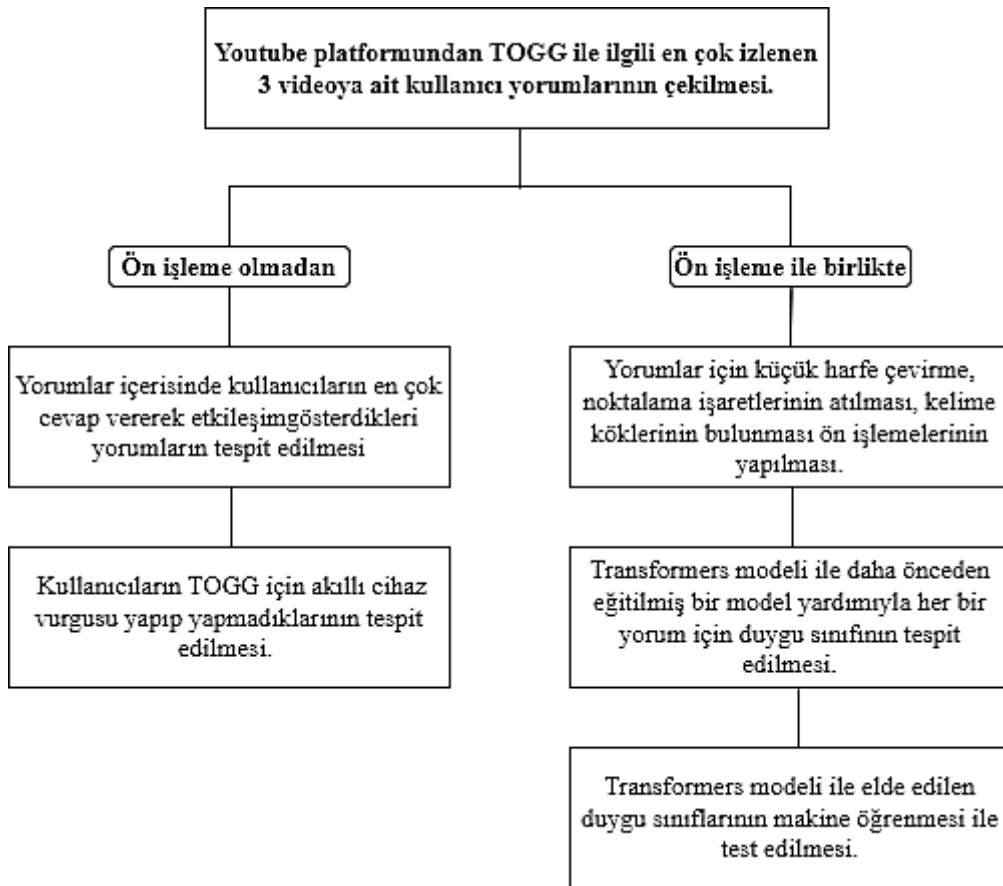 Youtube platformundan TOGG ile ilgili en çok izlenen
3 videoya ait kullanıcı yorumlarının çekilmesi.
Ön işleme olmadan
Ön işleme ile birlikte
Yorumlar içerisinde kullanıcıların en çok
cevap vererek etkileşimgösterdikleri
yorumların tespit edilmesi
Yorumlar için küçük harfe çevirme,
noktalama işaretlerinin atılması, kelime
köklerinin bulunması ön işlemelerinin
yapılması.
Kullanıcıların TOGG için akıllı cihaz
vurgusu yapıp yapmadıklarının tespit
edilmesi.
Transformers modeli ile daha önceden
eğitilmiş bir model yardımıyla her bir
yorum için duygu sınıfının tespit
edilmesi.
Transformers modeli ile elde edilen
duygu sınıflarının makine öğrenmesi ile
test edilmesi.